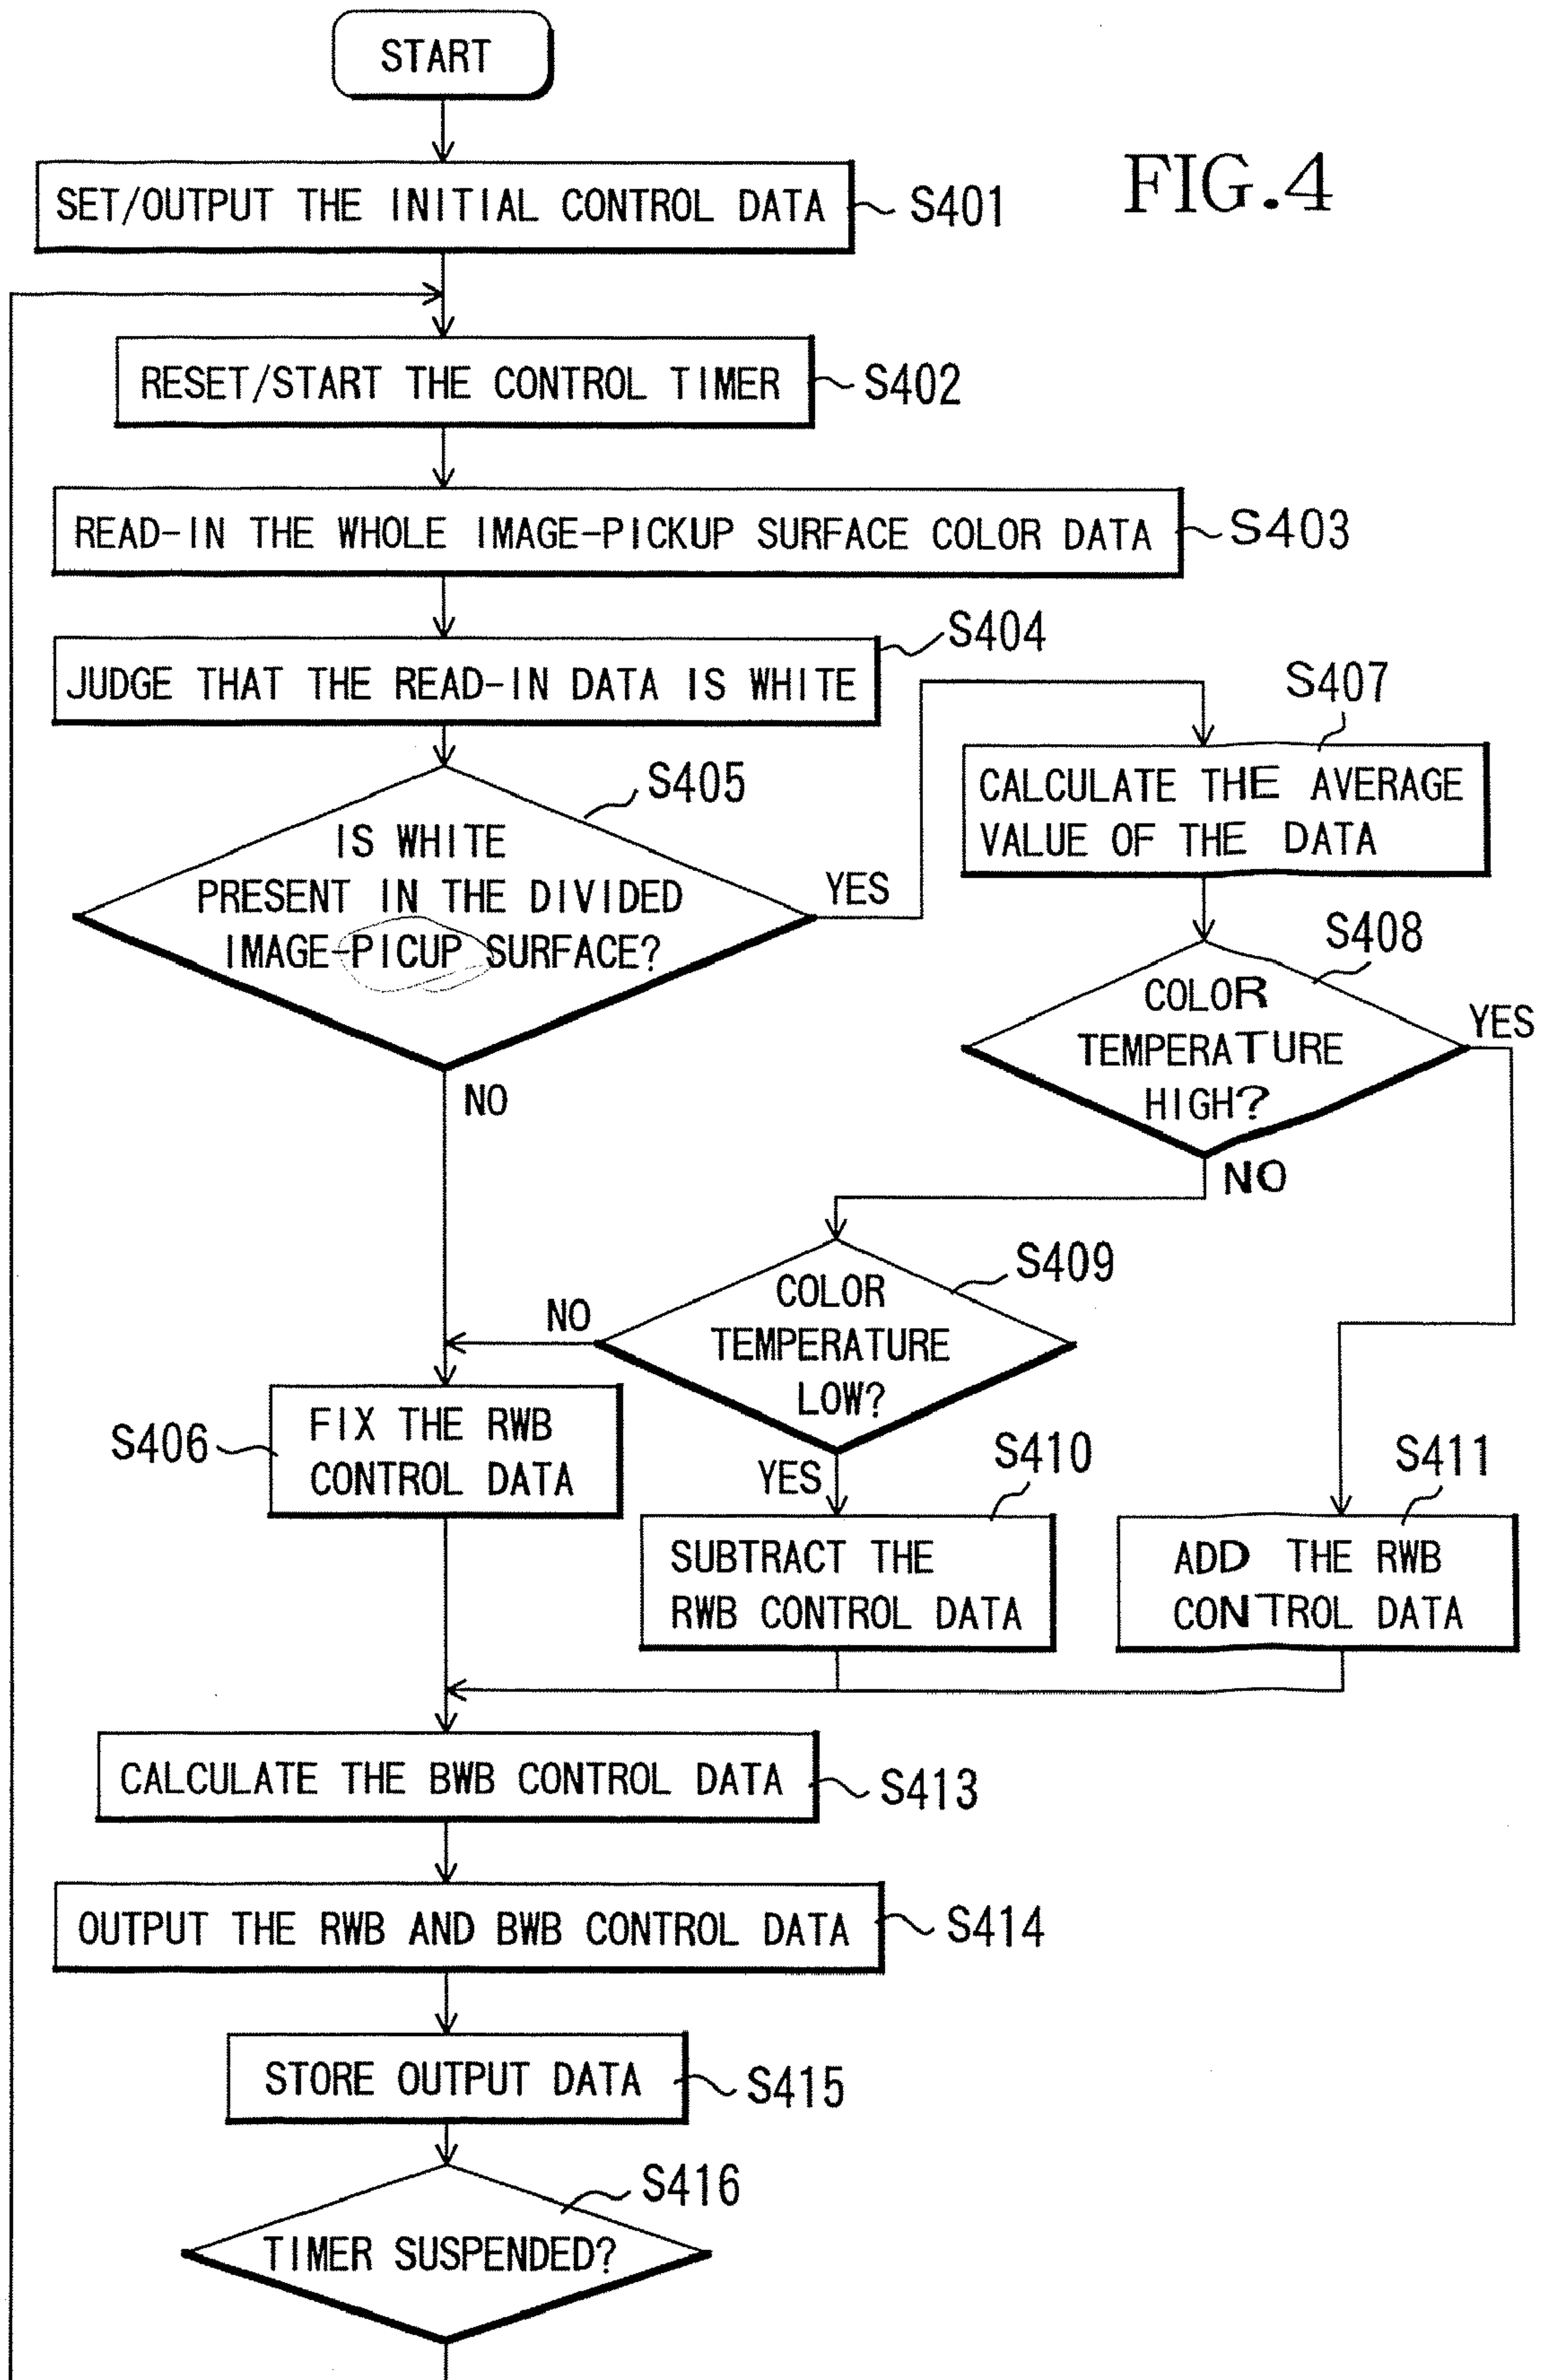 START
FIG.4
SET/OUTPUT THE INITIAL CONTROL DATA
S401
RESET/START THE CONTROL TIMER
S402
READ-IN THE WHOLE IMAGE-PICKUP SURFACE COLOR DATA
S403
S404
JUDGE THAT THE READ-IN DATA IS WHITE
S405
IS WHITE
PRESENT IN THE DIVIDED
IMAGE-PICUP SURFACE?
YES
NO
S407
CALCULATE THE AVERAGE
VALUE OF THE DATA
S408
COLOR
TEMPERATURE
HIGH?
YES
NO
S409
COLOR
TEMPERATURE
LOW?
NO
YES
S406
FIX THE RWB
CONTROL DATA
S410
SUBTRACT THE
RWB CONTROL DATA
S411
ADD THE RWB
CONTROL DATA
CALCULATE THE BWB CONTROL DATA
S413
OUTPUT THE RWB AND BWB CONTROL DATA
S414
STORE OUTPUT DATA
S415
S416
TIMER SUSPENDED?